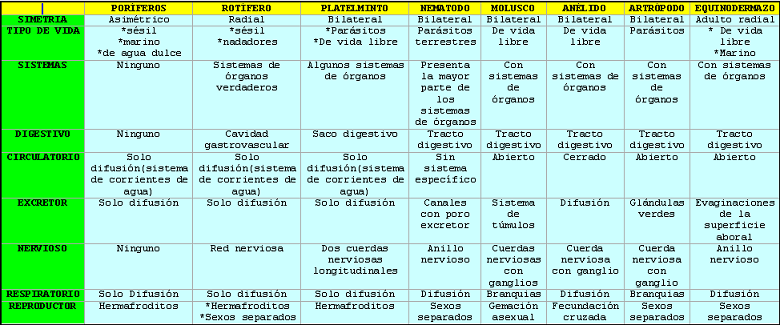 PORÍFEROS ROTÍFERO PLATELMINTO NEMATODO MOLUSCO ANÉLIDO ARTRÓPODO EQUINODERMAZO
SIMETRIA Asimétrico Radial Bilateral Bilateral Bilateral Bilateral Bilateral Adulto radial
TIPO DE VIDA *sésil *sésil *Parásitos Parásitos De vida De vida Parásitos * De vida
*marino *nadadores *De vida libre terrestres libre libre libre
*de agua dulce *Marino
SISTEMAS Ninguno Sistemas de Algunos sistemas Presenta Con Con Con Con sistemas
órganos de órganos la mayor sistemas sistemas de sistemas de órganos
verdaderos parte de de órganos de
los órganos órganos
sistemas
de órganos
DIGESTIVO Ninguno Cavidad Saco digestivo Tracto Tracto Tracto Tracto Tracto
gastrovascular digestivo digestivo digestivo digestivo digestivo
CIRCULATORIO Solo Solo Solo Sin Abierto Cerrado Abierto Abierto
difusión(sistema difusión(sistema difusión(sistema sistema
de corrientes de de corrientes de de corrientes de específico
agua) agua) agua)
EXCRETOR Solo difusión Solo difusión Solo difusión Canales Sistema Difusión Glándulas Evaginaciones
con poro de verdes de la
excretor túmulos superficie
aboral
NERVIOSO Ninguno Red nerviosa Dos cuerdas Anillo Cuerdas Cuerda Cuerda Anillo
nerviosas nervioso nerviosas nerviosa nerviosa nervioso
longitudinales con con ganglio con
ganglios ganglio
RESPIRATORIO Solo Difusión Solo difusión Solo difusión Difusión Branquias Difusión Branquias Difusión
REPRODUCTOR Hermafroditos *Hermafroditos Hermafroditos Sexos Gemación Fecundación Sexos Sexos
*Sexos separados separados asexual cruzada separados separados